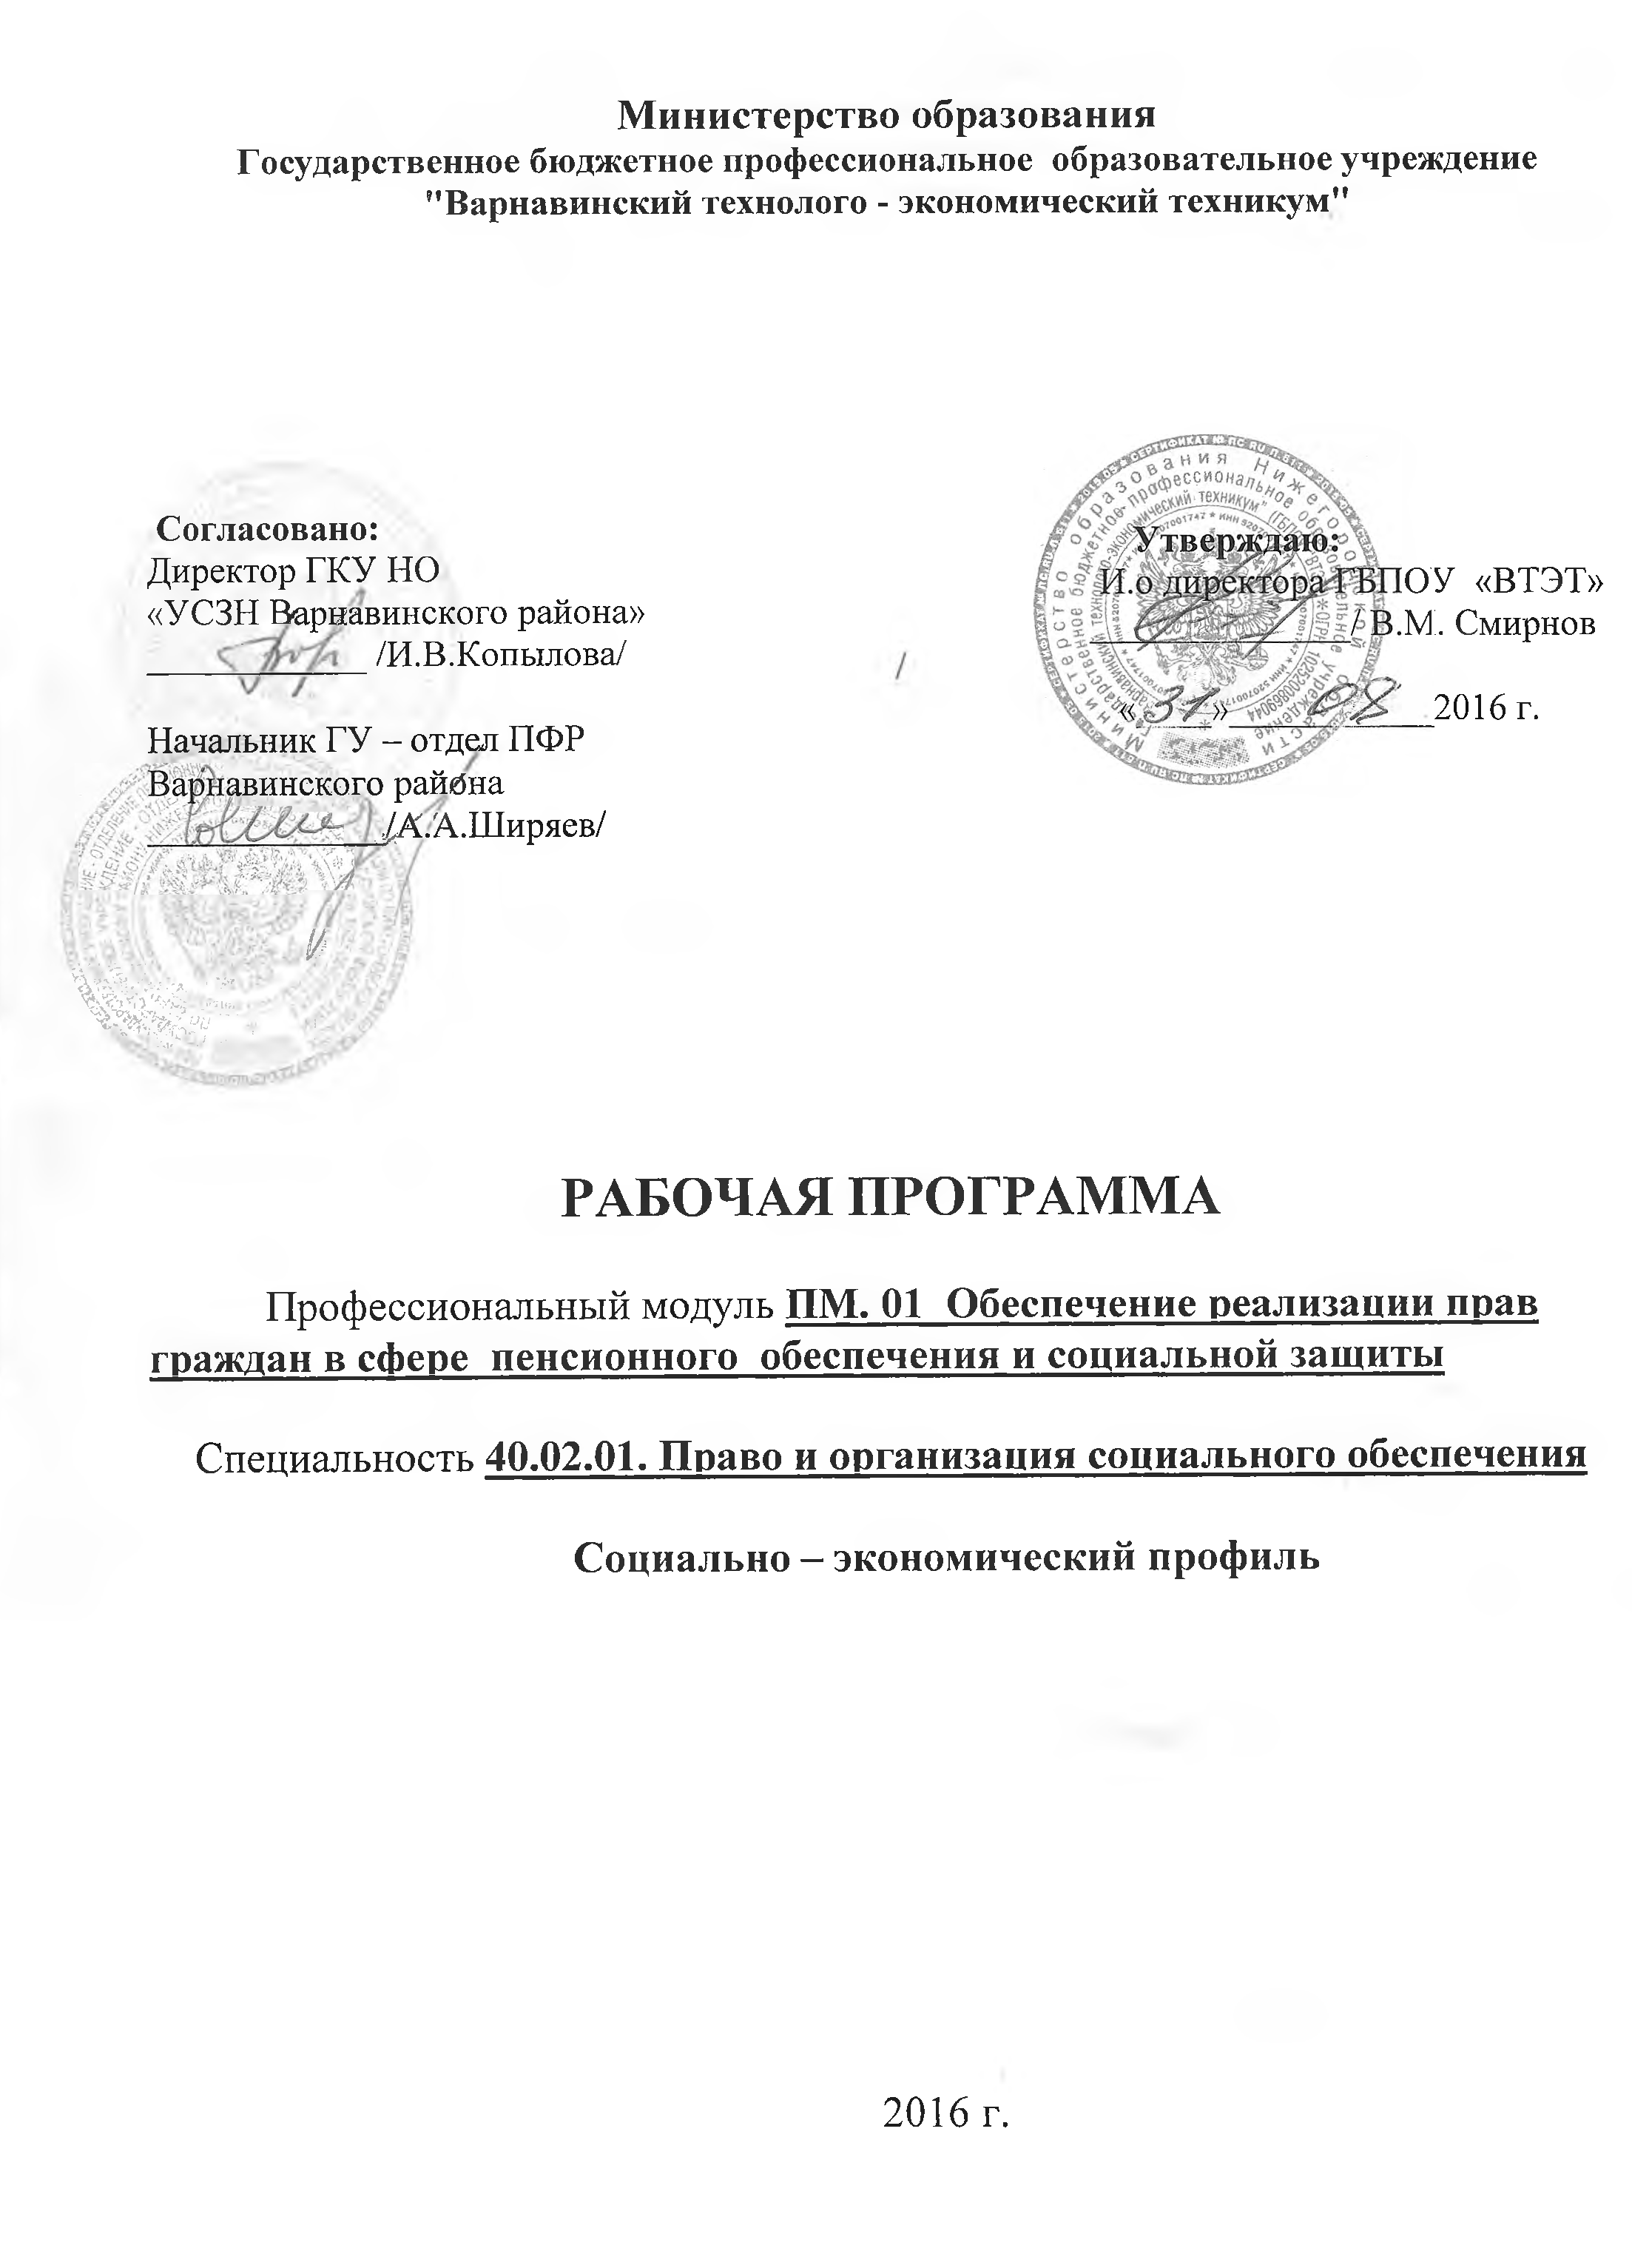 Министерство образования
Государственное бюджетное профессиональное  образовательное учреждение
"Варнавинский технолого - экономический техникум"
Согласовано:
Директор ГКУ НО
«УСЗН Варнавинского района»
____________ /И.В.Копылова/
Начальник ГУ – отдел ПФР
Варнавинского района
_____________/А.А.Ширяев/
Утверждаю:
И.о директора ГБПОУ  «ВТЭТ»
_____________/ В.М. Смирнов
«31» 08 2016 г.
РАБОЧАЯ ПРОГРАММА
Профессиональный модуль ПМ. 01  Обеспечение реализации прав
граждан в сфере  пенсионного  обеспечения и социальной защиты
Специальность 40.02.01. Право и организация социального обеспечения
Социально – экономический профиль
2016 г.